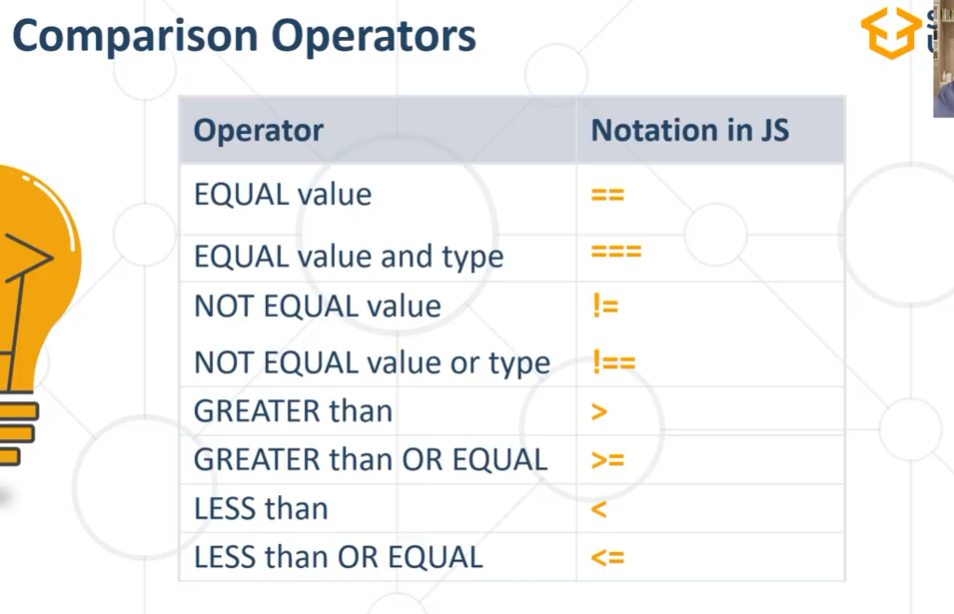 Comparison Operators
Operator Notation in JS
EQUAL value ==
EQUAL value and type ===
NOT EQUAL value !=
NOT EQUAL value or type !==
GREATER than >
GREATER than OR EQUAL >=
LESS than <
LESS than OR EQUAL <=